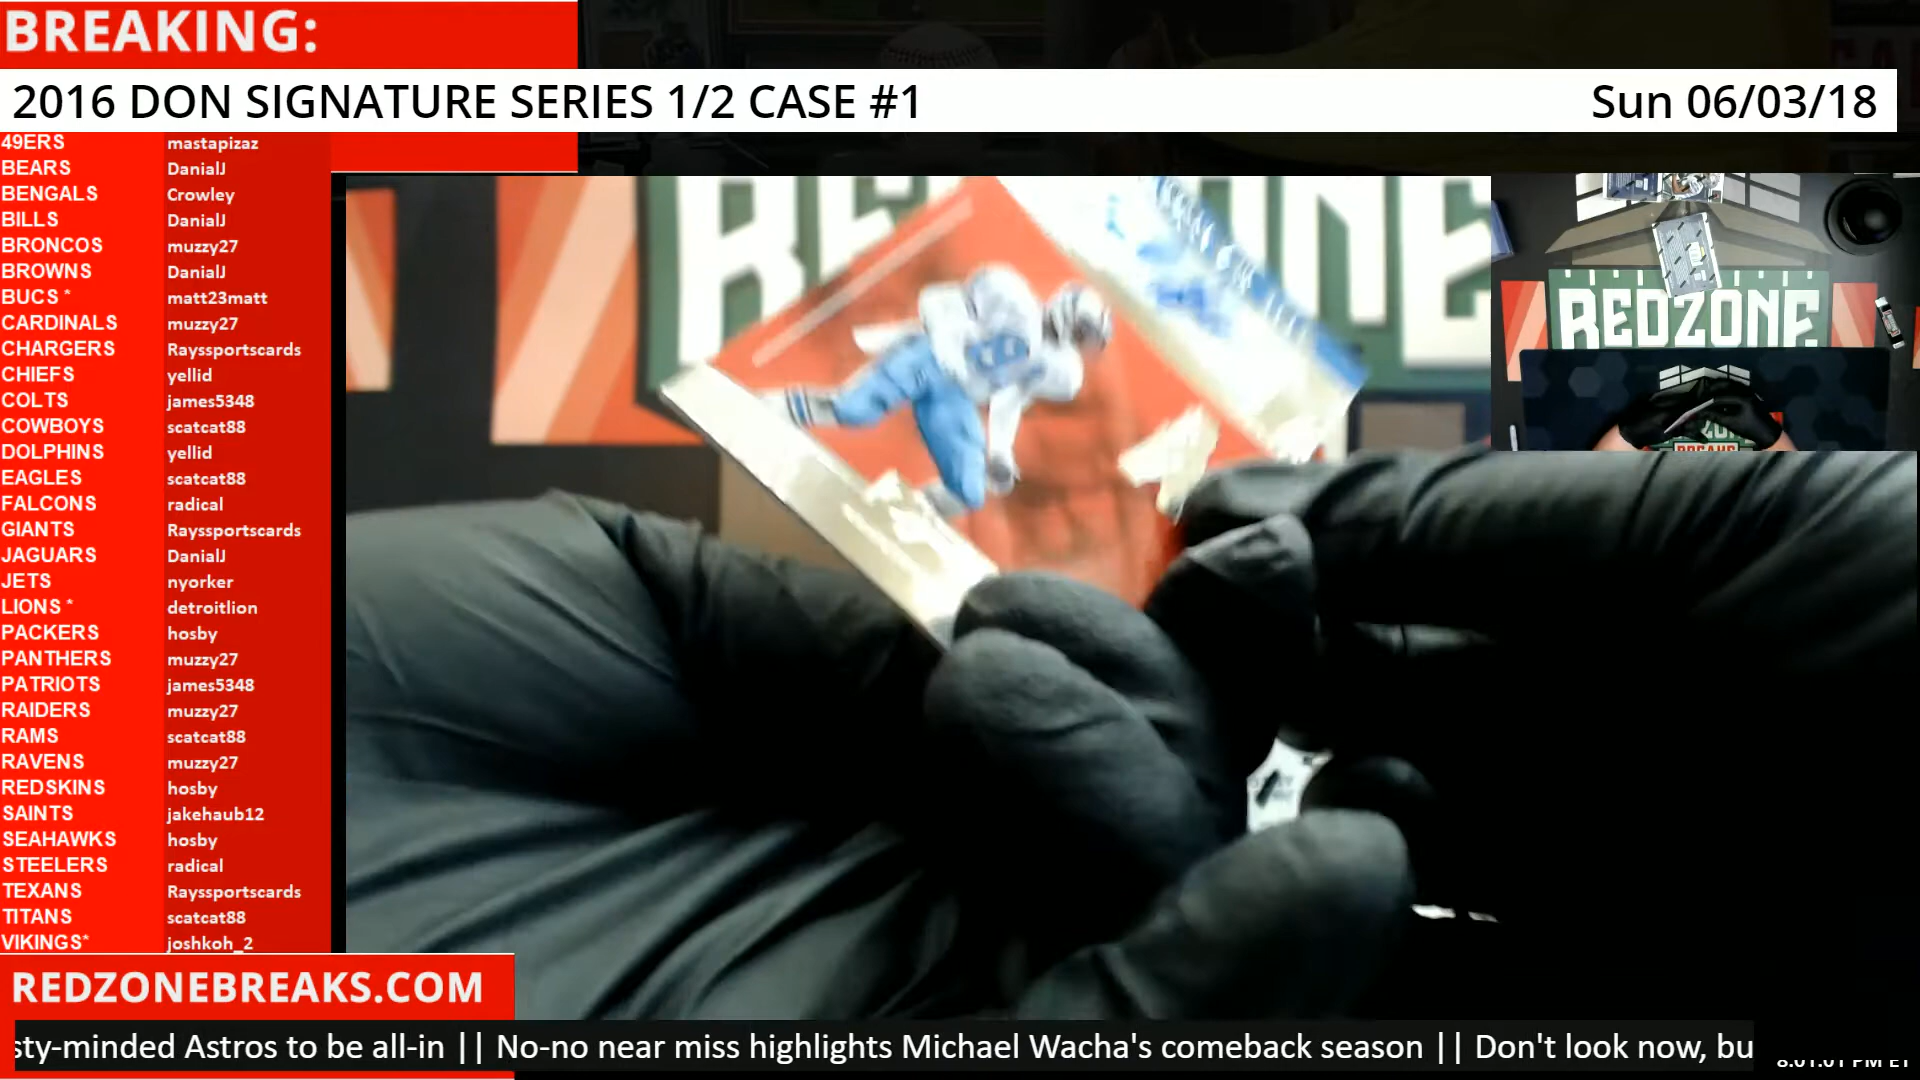 BREAKING:
2016 DON SIGNATURE SERIES 1/2 CASE #1
Sun 06/03/18
49ERS mastapizaz
BEARS DanialJ
BENGALS Crowley
BILLS DanialJ
BRONCOS muzzy27
BROWNS DanialJ
BUCS * matt23matt
CARDINALS muzzy27
CHARGERS Rayssportscards
CHIEFS yellid
COLTS james5348
COWBOYS scatcat88
DOLPHINS yellid
EAGLES scatcat88
FALCONS radical
GIANTS Rayssportscards
JAGUARS DanialJ
JETS nyorker
LIONS * detroitlion
PACKERS hosby
PANTHERS muzzy27
PATRIOTS james5348
RAIDERS muzzy27
RAMS scatcat88
RAVENS muzzy27
REDSKINS hosby
SAINTS jakehaub12
SEAHAWKS hosby
STEELERS radical
TEXANS Rayssportscards
TITANS scatcat88
VIKINGS* joshkoh_2
REDZONE
REDZONEBREAKS.COM
sty-minded Astros to be all-in || No-no near miss highlights Michael Wacha's comeback season || Don't look now, bu
8:01:01 PM ET